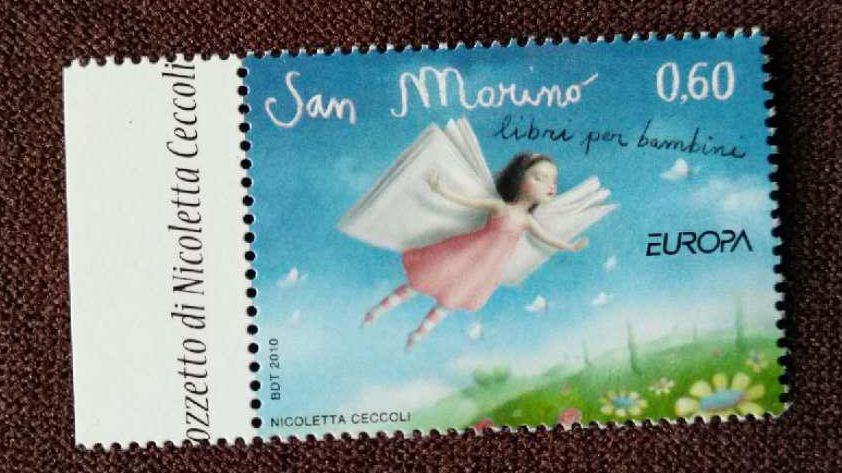 ozzetto di Nicoletta Ceccoli
San Marino
0,60
libri per bambini
EUROPA
BDT 2010
NICOLETTA CECCOLI